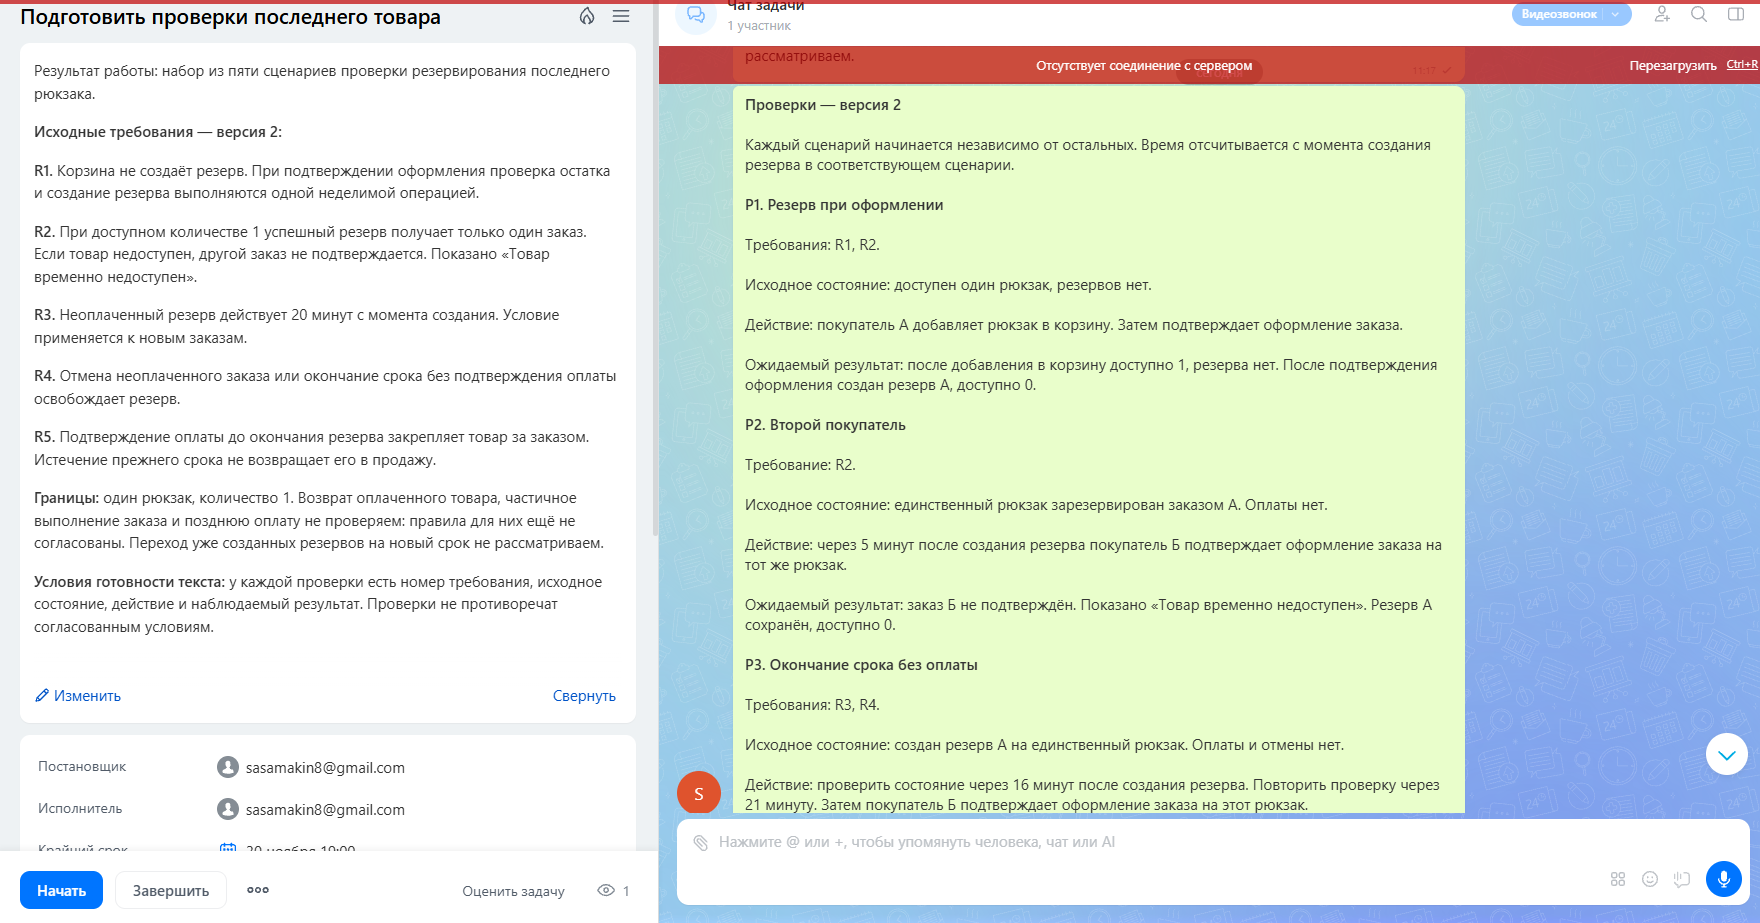 Подготовить проверки последнего товара
Результат работы: набор из пяти сценариев проверки резервирования последнего
рюкзака.
Исходные требования — версия 2:
R1. Корзина не создаёт резерв. При подтверждении оформления проверка остатка
и создание резерва выполняются одной неделимой операцией.
R2. При доступном количестве 1 успешный резерв получает только один заказ.
Если товар недоступен, другой заказ не подтверждается. Показано «Товар
временно недоступен».
R3. Неоплаченный резерв действует 20 минут с момента создания. Условие
применяется к новым заказам.
R4. Отмена неоплаченного заказа или окончание срока без подтверждения оплаты
освобождает резерв.
R5. Подтверждение оплаты до окончания резерва закрепляет товар за заказом.
Истечение прежнего срока не возвращает его в продажу.
Границы: один рюкзак, количество 1. Возврат оплаченного товара, частичное
выполнение заказа и позднюю оплату не проверяем: правила для них ещё не
согласованы. Переход уже созданных резервов на новый срок не рассматриваем.
Условия готовности текста: у каждой проверки есть номер требования, исходное
состояние, действие и наблюдаемый результат. Проверки не противоречат
согласованным условиям.
Изменить
Свернуть
Постановщик
sasamakin8@gmail.com
Исполнитель
sasamakin8@gmail.com
Крайний срок
30 ноября 19:00
Начать
Завершить
Оценить задачу
1
Чат задачи
1 участник
Видеозвонок
рассматриваем.
11:17
Сегодня
Отсутствует соединение с сервером
Перезагрузить Ctrl+R
Проверки — версия 2
Каждый сценарий начинается независимо от остальных. Время отсчитывается с момента создания
резерва в соответствующем сценарии.
P1. Резерв при оформлении
Требования: R1, R2.
Исходное состояние: доступен один рюкзак, резервов нет.
Действие: покупатель А добавляет рюкзак в корзину. Затем подтверждает оформление заказа.
Ожидаемый результат: после добавления в корзину доступно 1, резерва нет. После подтверждения
оформления создан резерв А, доступно 0.
P2. Второй покупатель
Требование: R2.
Исходное состояние: единственный рюкзак зарезервирован заказом А. Оплаты нет.
Действие: через 5 минут после создания резерва покупатель Б подтверждает оформление заказа на
тот же рюкзак.
Ожидаемый результат: заказ Б не подтверждён. Показано «Товар временно недоступен». Резерв А
сохранён, доступно 0.
P3. Окончание срока без оплаты
Требования: R3, R4.
Исходное состояние: создан резерв А на единственный рюкзак. Оплаты и отмены нет.
Действие: проверить состояние через 16 минут после создания резерва. Повторить проверку через
21 минуту. Затем покупатель Б подтверждает оформление заказа на этот рюкзак.
S
Нажмите @ или +, чтобы упомянуть человека, чат или AI